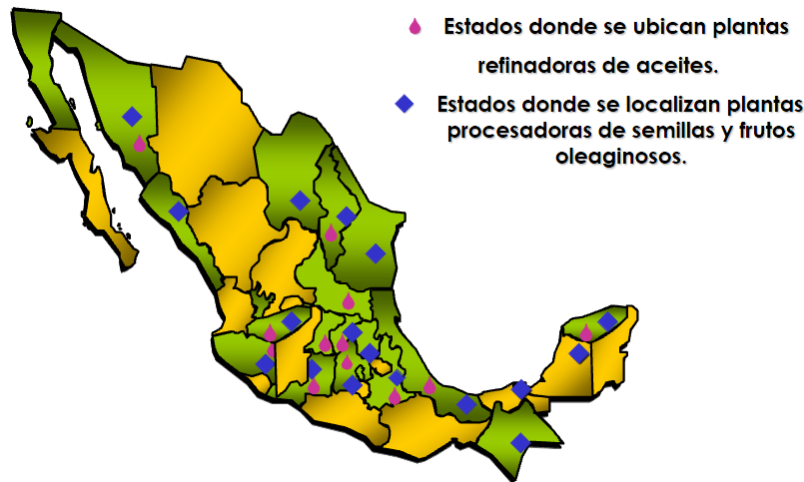 Estados donde se ubican plantas
refinadoras de aceites.
Estados donde se localizan plantas
procesadoras de semillas y frutos
oleaginosos.